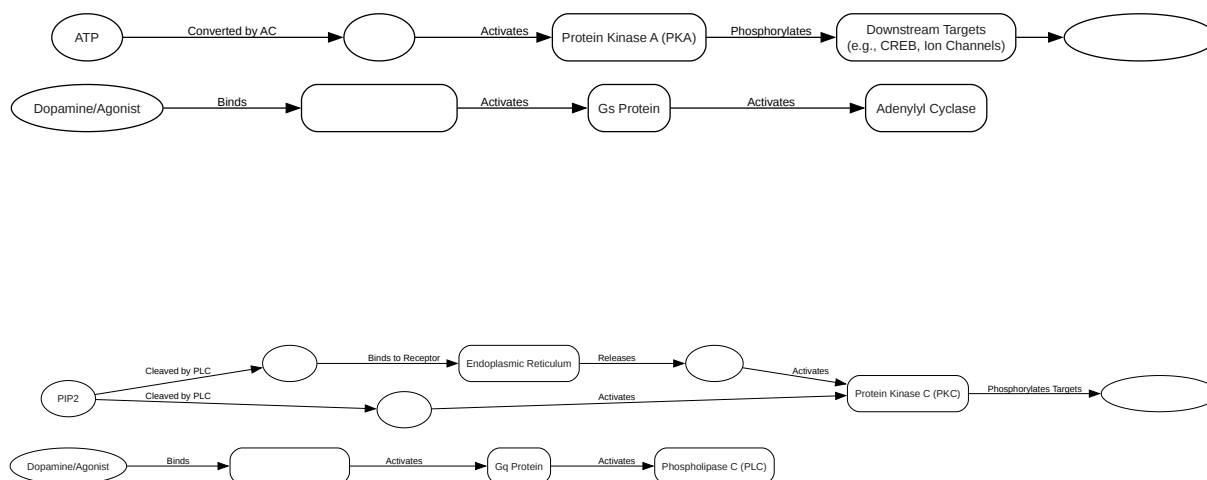 ATP
Converted by AC
Activates
Protein Kinase A (PKA)
Phosphorylates
Downstream Targets
(e.g., CREB, Ion Channels)
Dopamine/Agonist
Binds
Activates
Gs Protein
Activates
Adenylyl Cyclase
PIP2
Cleaved by PLC
Cleaved by PLC
Binds to Receptor
Endoplasmic Reticulum
Releases
Activates
Activates
Protein Kinase C (PKC)
Phosphorylates Targets
Dopamine/Agonist
Binds
Activates
Gq Protein
Activates
Phospholipase C (PLC)